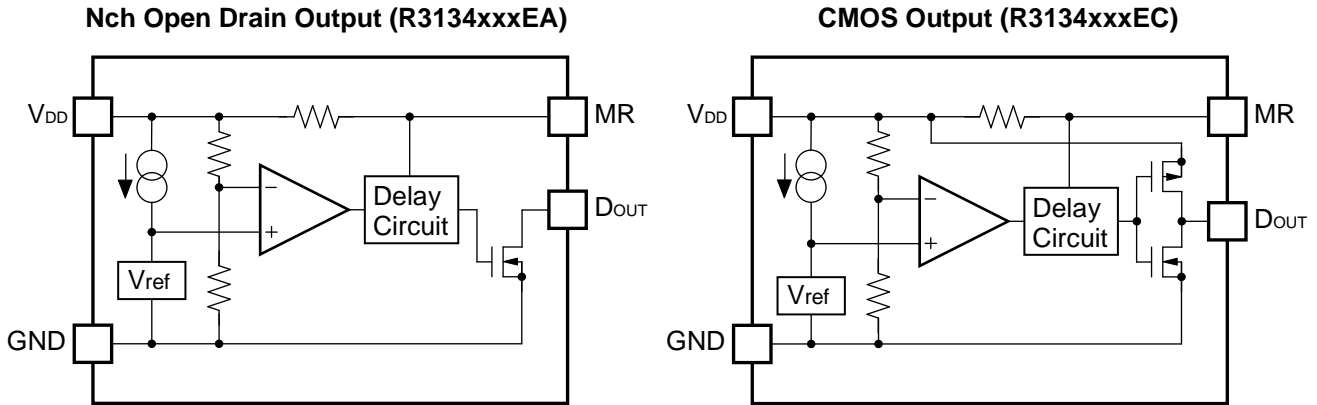 Nch Open Drain Output (R3134xxxEA)
VDD
MR
−
Delay
Circuit
DOUT
+
Vref
GND
CMOS Output (R3134xxxEC)
VDD
MR
−
Delay
Circuit
DOUT
+
Vref
GND